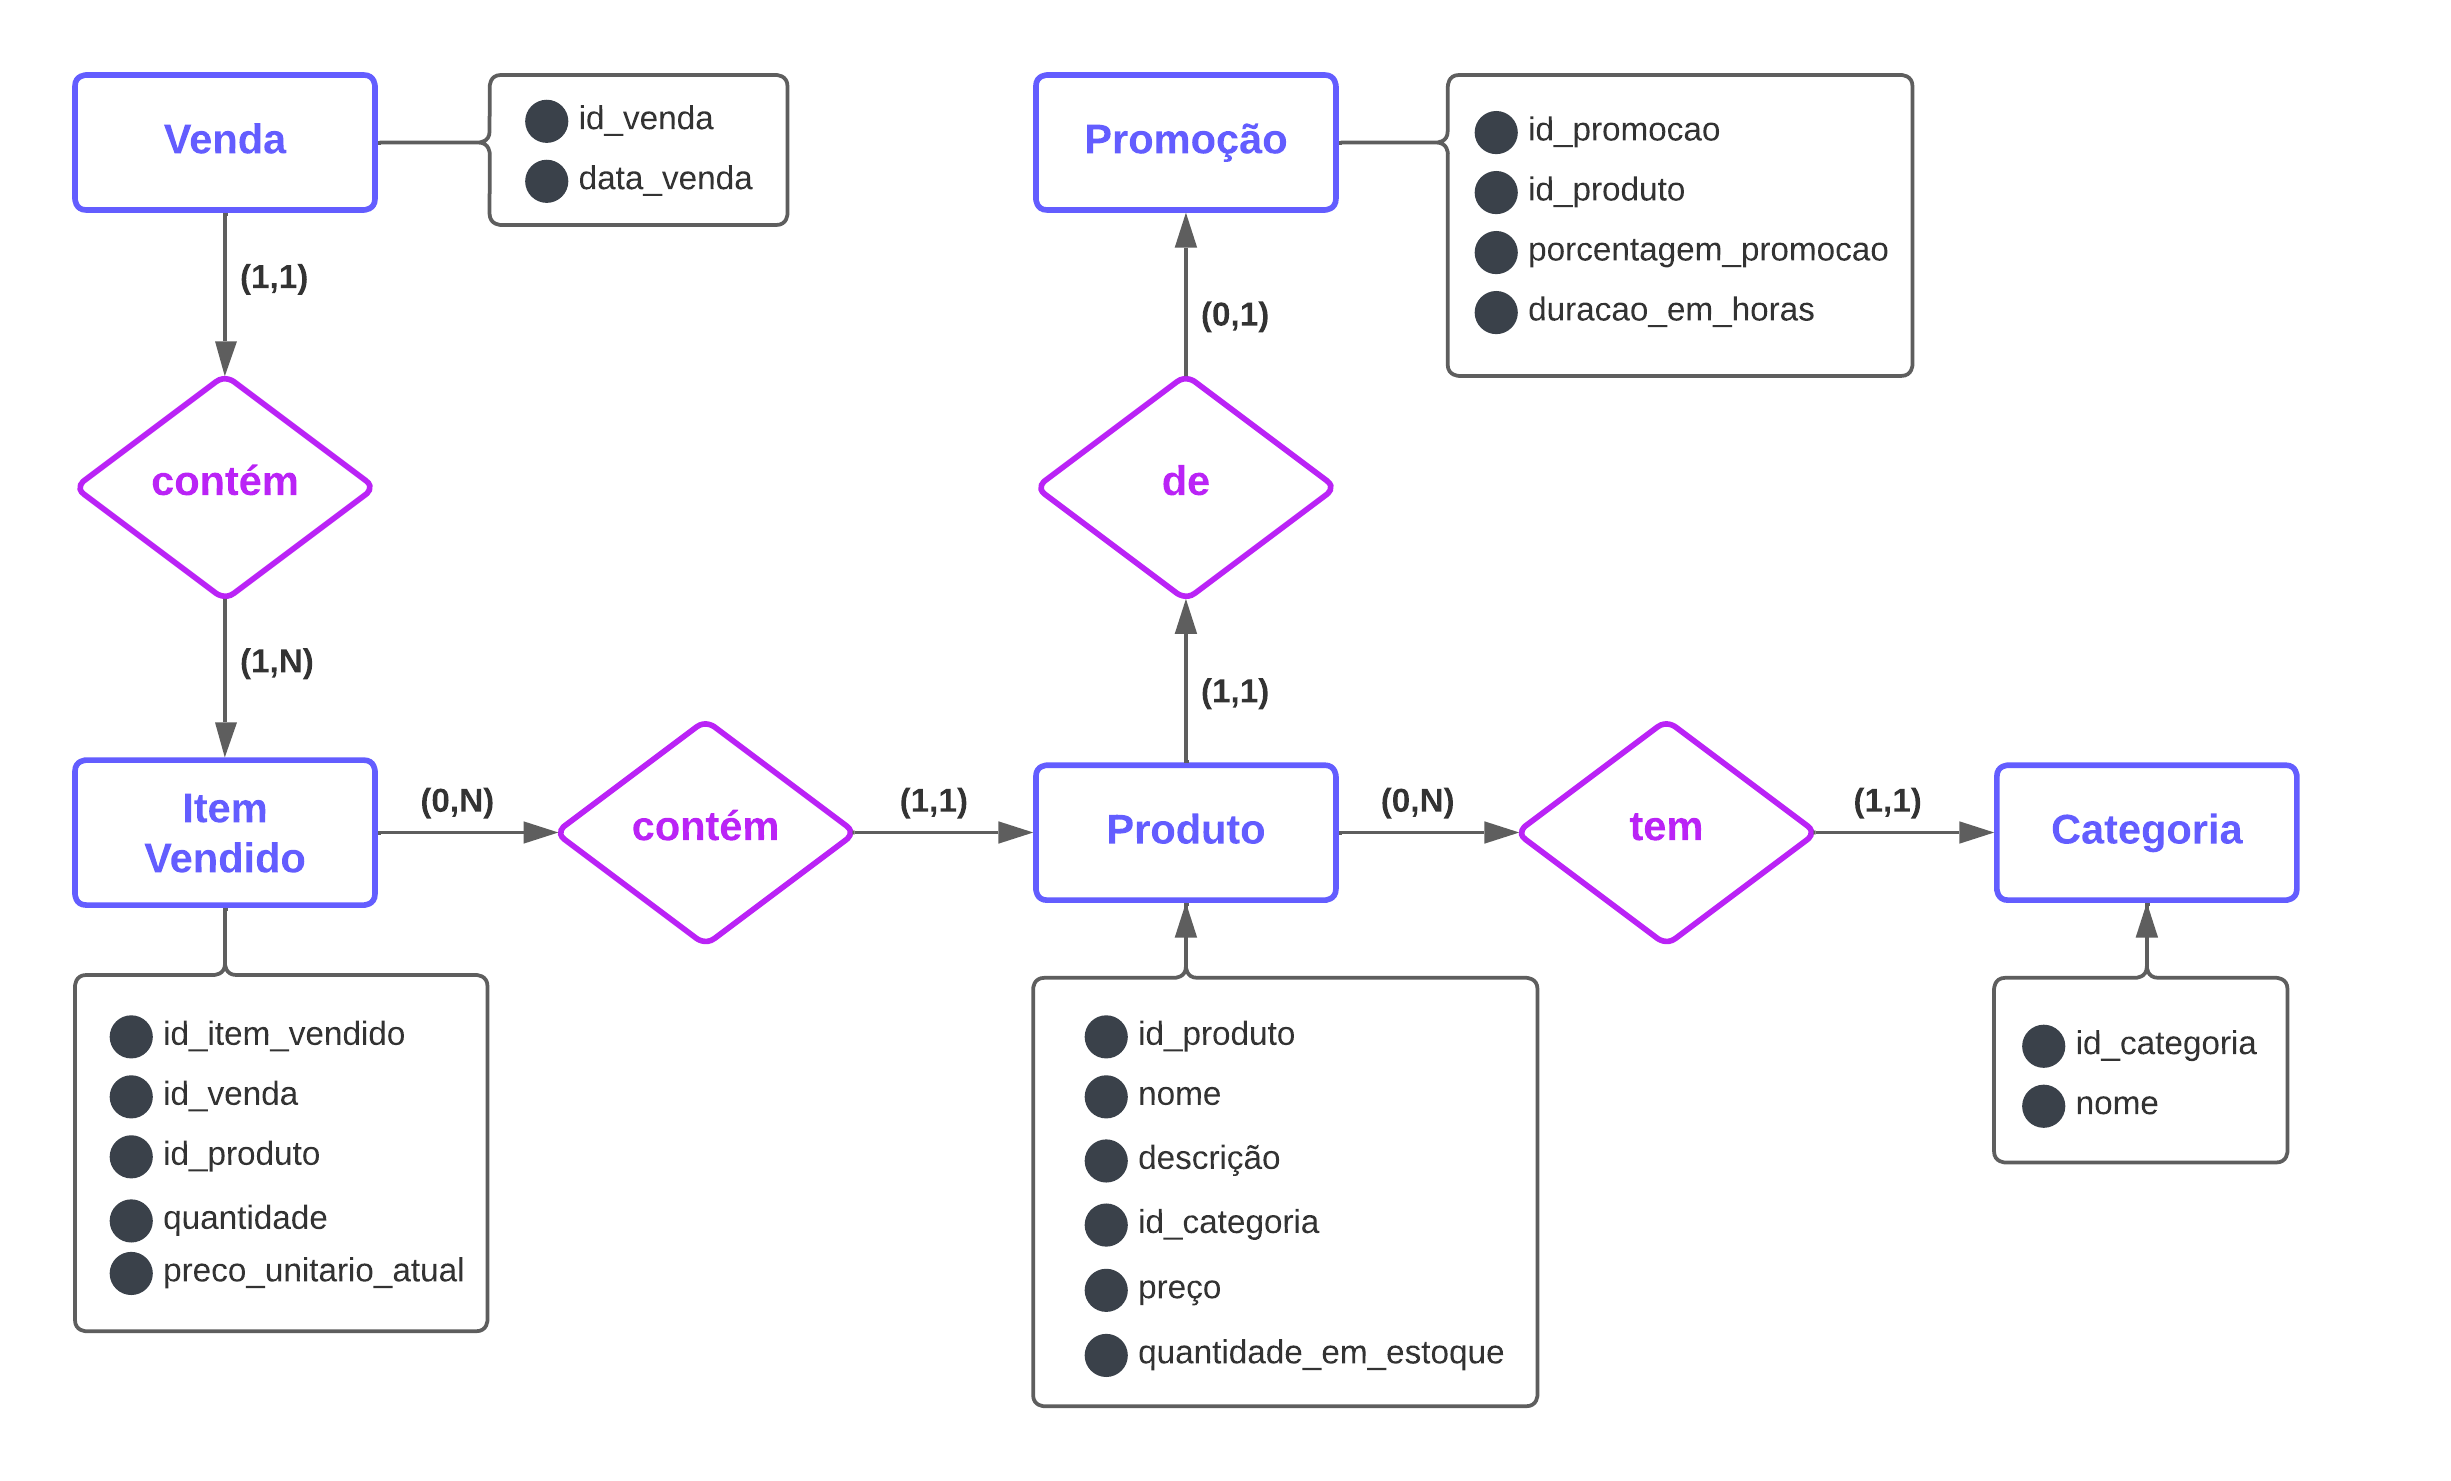 Venda
id_venda
data_venda
Promoção
id_promocao
id_produto
porcentagem_promocao
duracao_em_horas
(1,1)
(0,1)
contém
de
(1,N)
(1,1)
Item
Vendido
(0,N)
contém
(1,1)
Produto
(0,N)
tem
(1,1)
Categoria
id_item_vendido
id_venda
id_produto
quantidade
preco_unitario_atual
id_produto
nome
descrição
id_categoria
preço
quantidade_em_estoque
id_categoria
nome